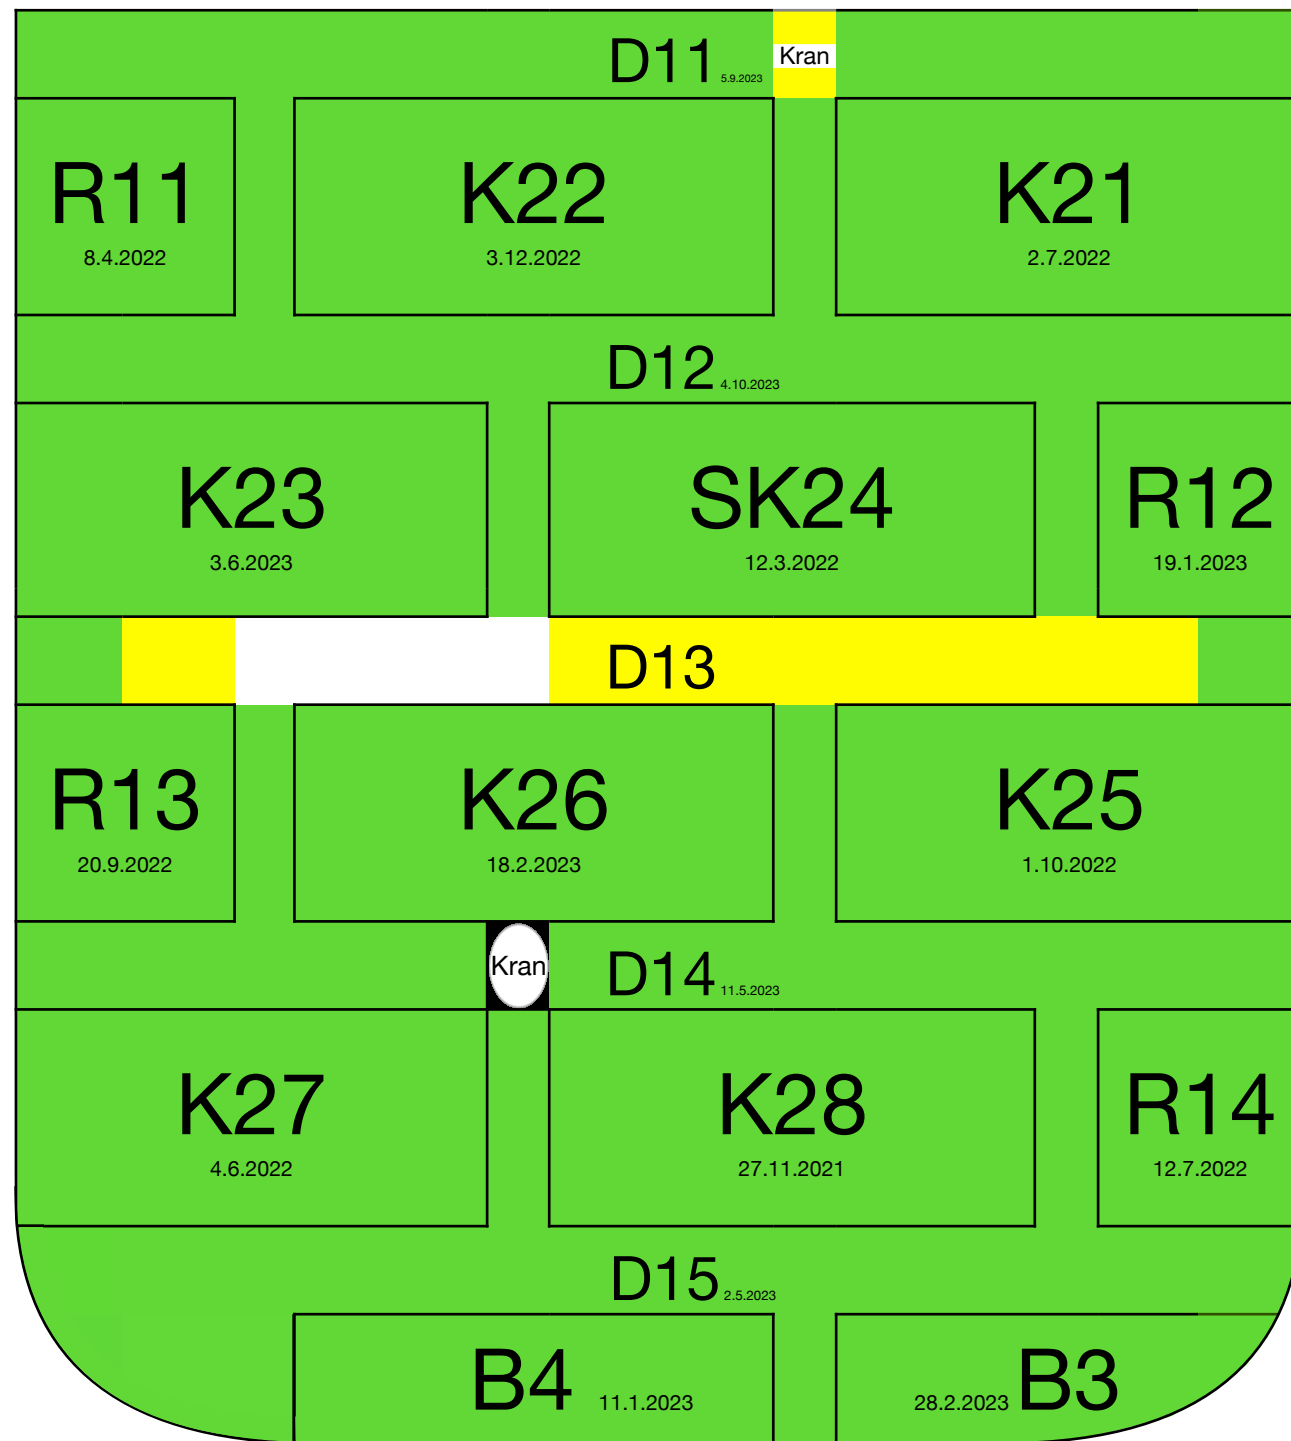 D11 5.9.2023 Kran
R11 K22 K21
8.4.2022 3.12.2022 2.7.2022
D12 4.10.2023
K23 SK24 R12
3.6.2023 12.3.2022 19.1.2023
D13
R13 K26 K25
20.9.2022 18.2.2023 1.10.2022
Kran D14 11.5.2023
K27 K28 R14
4.6.2022 27.11.2021 12.7.2022
D15 2.5.2023
B4 11.1.2023 28.2.2023 B3